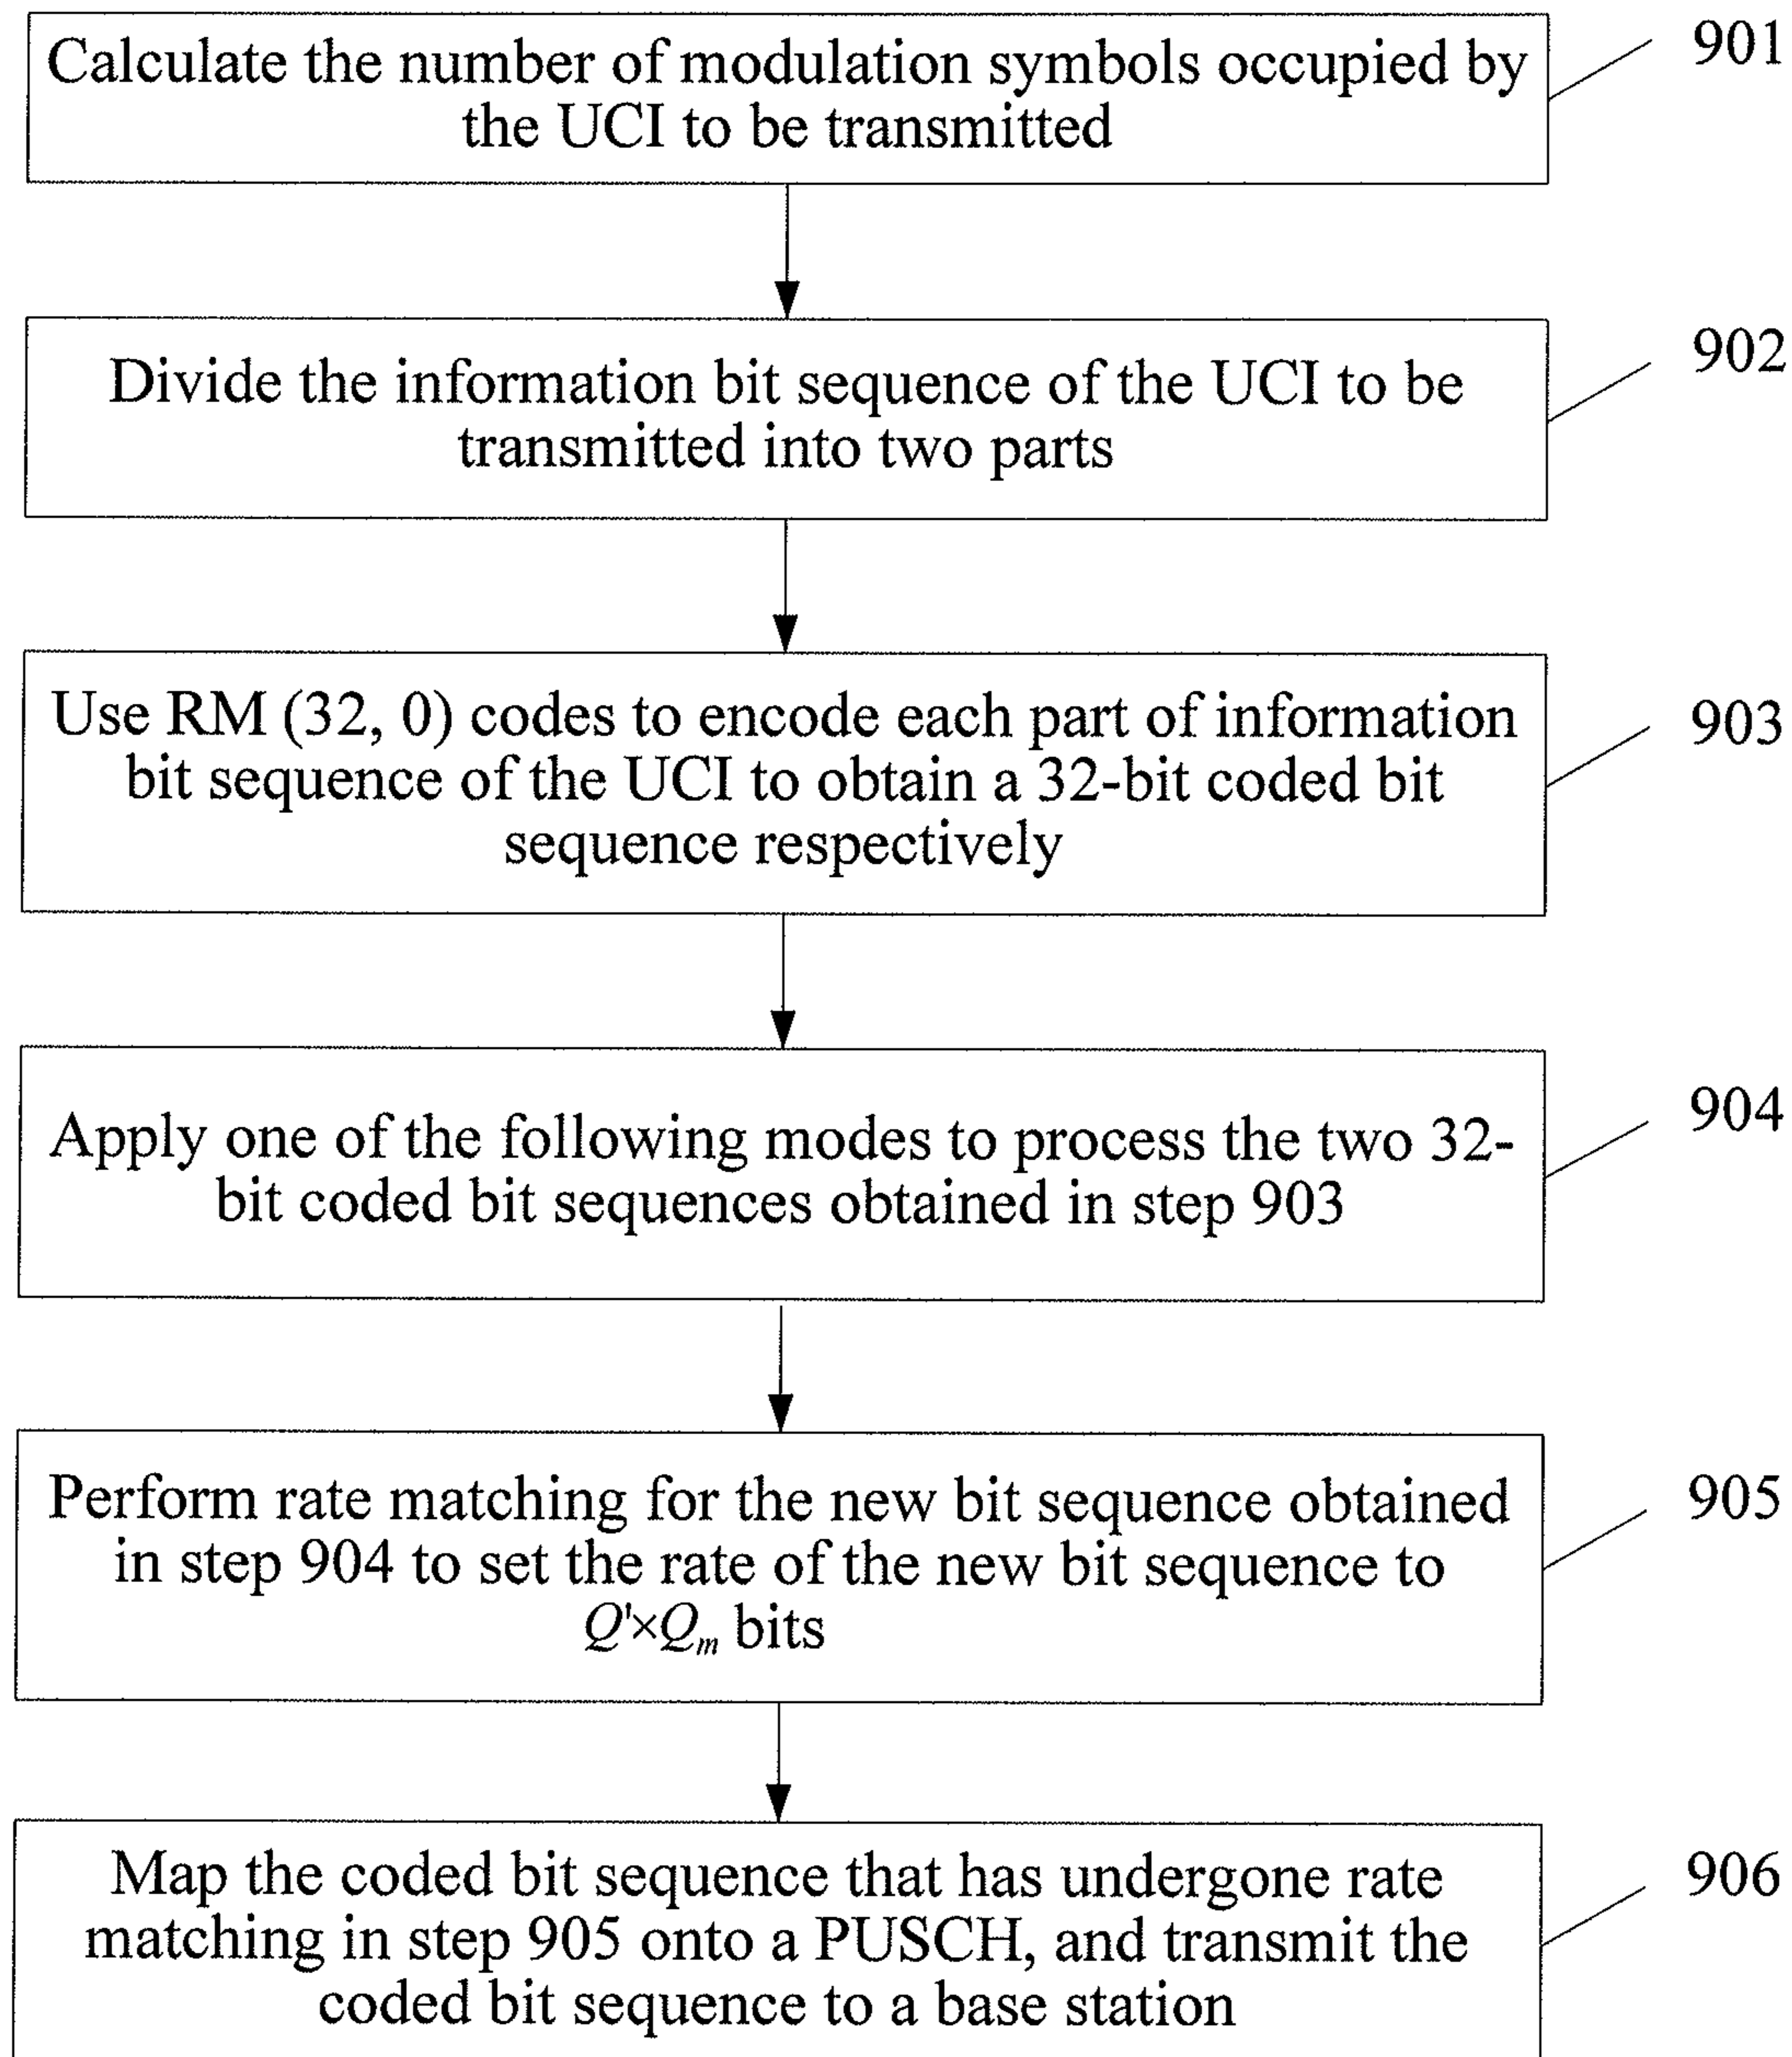 Calculate the number of modulation symbols occupied by
the UCI to be transmitted
901
Divide the information bit sequence of the UCI to be
transmitted into two parts
902
Use RM (32, 0) codes to encode each part of information
bit sequence of the UCI to obtain a 32-bit coded bit
sequence respectively
903
Apply one of the following modes to process the two 32-
bit coded bit sequences obtained in step 903
904
Perform rate matching for the new bit sequence obtained
in step 904 to set the rate of the new bit sequence to
Q'×Qm bits
905
Map the coded bit sequence that has undergone rate
matching in step 905 onto a PUSCH, and transmit the
coded bit sequence to a base station
906